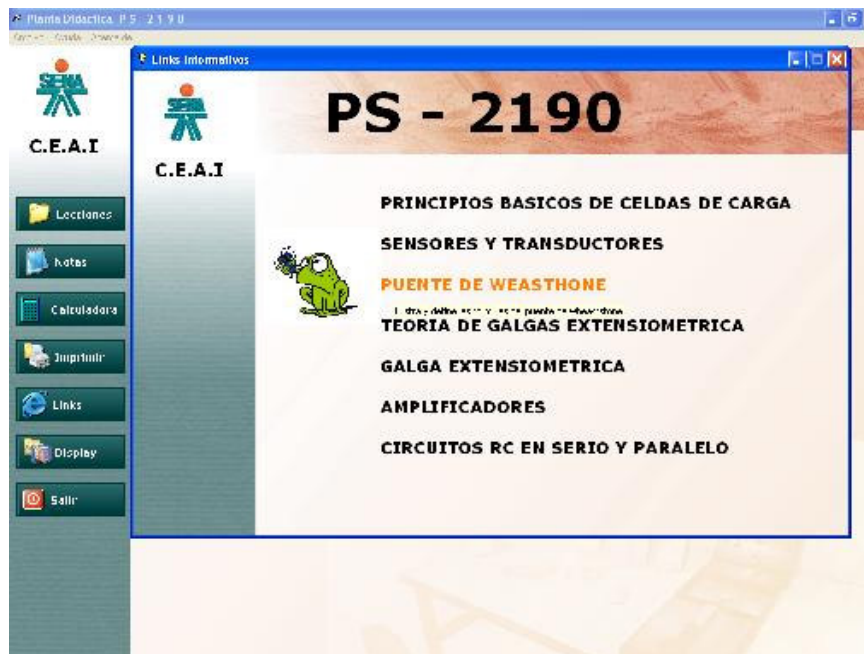 Planta Didactica P S 2 1 9 0
SENA
C.E.A.I
Lecciones
Notas
Calculadora
Imprimir
Links
Display
Salir
Links Informativos
SENA
C.E.A.I
PS - 2190
PRINCIPIOS BASICOS DE CELDAS DE CARGA
SENSORES Y TRANSDUCTORES
PUENTE DE WEASTHONE
TEORIA DE GALGAS EXTENSIOMETRICA
GALGA EXTENSIOMETRICA
AMPLIFICADORES
CIRCUITOS RC EN SERIO Y PARALELO